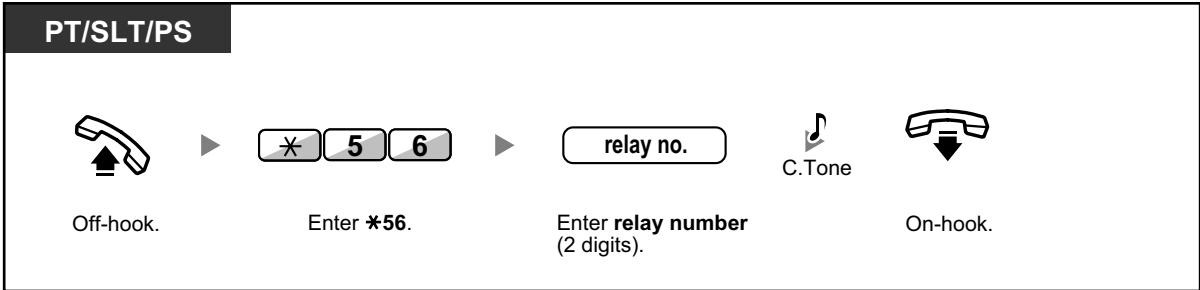 PT/SLT/PS
* 5 6
relay no.
C.Tone
Off-hook.
Enter *56.
Enter relay number
(2 digits).
On-hook.